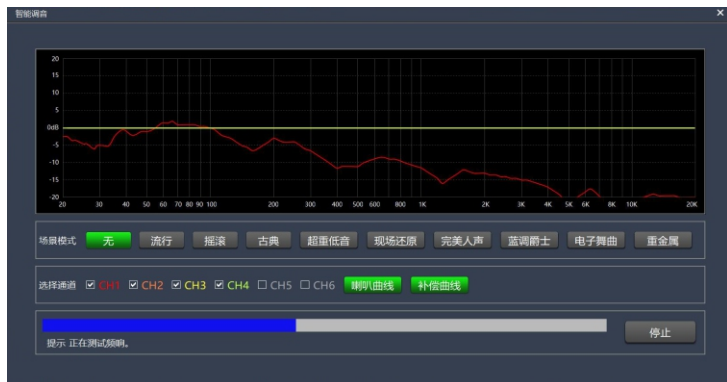 智能调音 ×
20
15
10
5
0dB
-5
-10
-15
-20
20 30 40 50 60 70 80 90 100 200 300 400 500 600 800 1K 2K 3K 4K 5K 6K 8K 10K 20K
场景模式 无 流行 摇滚 古典 超重低音 现场还原 完美人声 蓝调爵士 电子舞曲 重金属
选择通道 CH1 CH2 CH3 CH4 CH5 CH6 喇叭曲线 补偿曲线
停止
提示 正在测试频响。